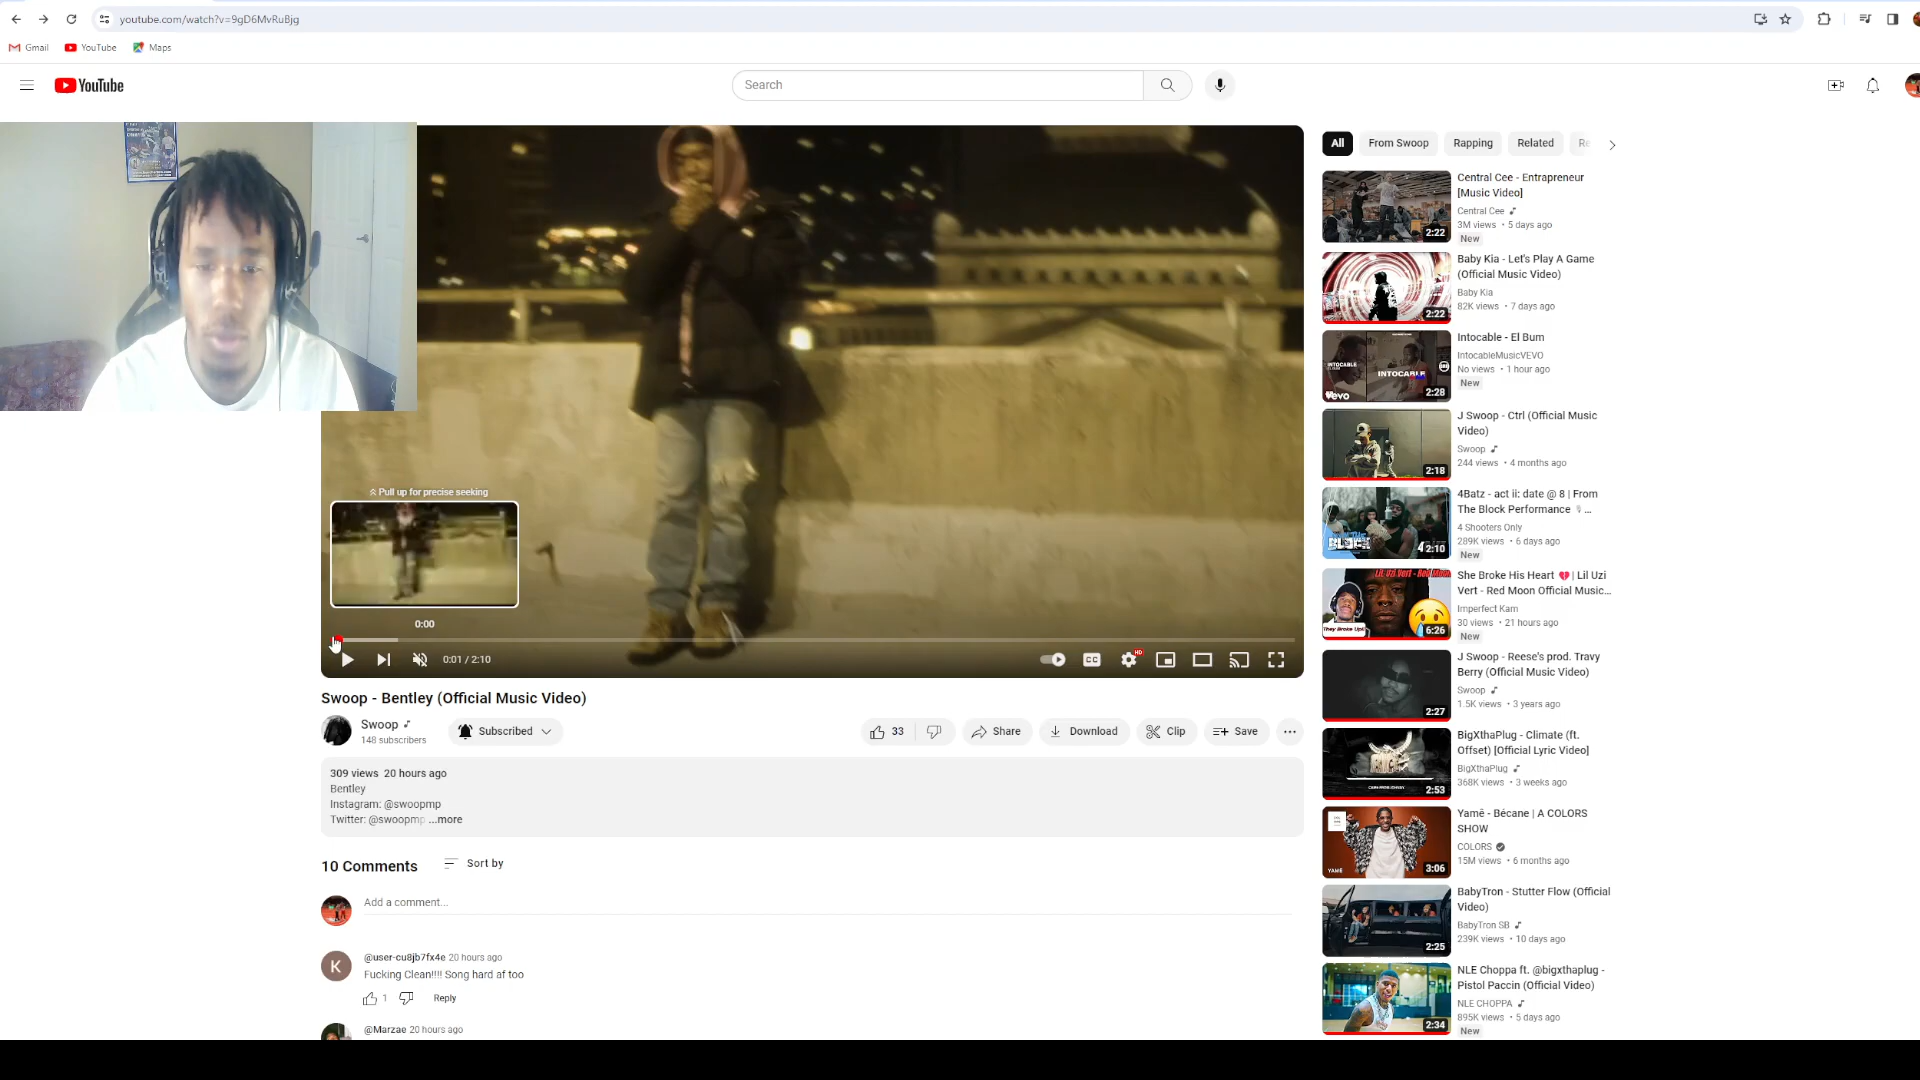 youtube.com/watch?v=9gD6MvRuBjg
Gmail
YouTube
Maps
YouTube
Search
Pull up for precise seeking
0:00
0:01 / 2:10
CC
HD
Swoop - Bentley (Official Music Video)
Swoop
148 subscribers
Subscribed
33
Share
Download
Clip
Save
309 views 20 hours ago
Bentley
Instagram: @swoopmp
Twitter: @swoopmp ...more
10 Comments
Sort by
Add a comment...
K
@user-cu8jb7fx4e 20 hours ago
Fucking Clean!!!! Song hard af too
1
Reply
@Marzae 20 hours ago
All
From Swoop
Rapping
Related
Re
Central Cee - Entrapreneur
[Music Video]
Central Cee
3M views • 5 days ago
New
2:22
Baby Kia - Let's Play A Game
(Official Music Video)
Baby Kia
82K views • 7 days ago
2:22
Intocable - El Bum
IntocableMusicVEVO
No views • 1 hour ago
New
INTOCABLE
vevo
2:28
J Swoop - Ctrl (Official Music
Video)
Swoop
244 views • 4 months ago
2:18
4Batz - act ii: date @ 8 | From
The Block Performance 🎙...
4 Shooters Only
289K views • 6 days ago
New
2:10
She Broke His Heart 💔| Lil Uzi
Vert - Red Moon Official Music...
Imperfect Kam
30 views • 21 hours ago
New
They Broke Up!
6:26
J Swoop - Reese's prod. Travy
Berry (Official Music Video)
Swoop
1.5K views • 3 years ago
2:27
BigXthaPlug - Climate (ft.
Offset) [Official Lyric Video]
BigXthaPlug
368K views • 3 weeks ago
2:53
Yamê - Bécane | A COLORS
SHOW
COLORS
15M views • 6 months ago
YAMÊ
3:06
BabyTron - Stutter Flow (Official
Video)
BabyTron SB
239K views • 10 days ago
2:25
NLE Choppa ft. @bigxthaplug -
Pistol Paccin (Official Video)
NLE CHOPPA
895K views • 5 days ago
New
2:34